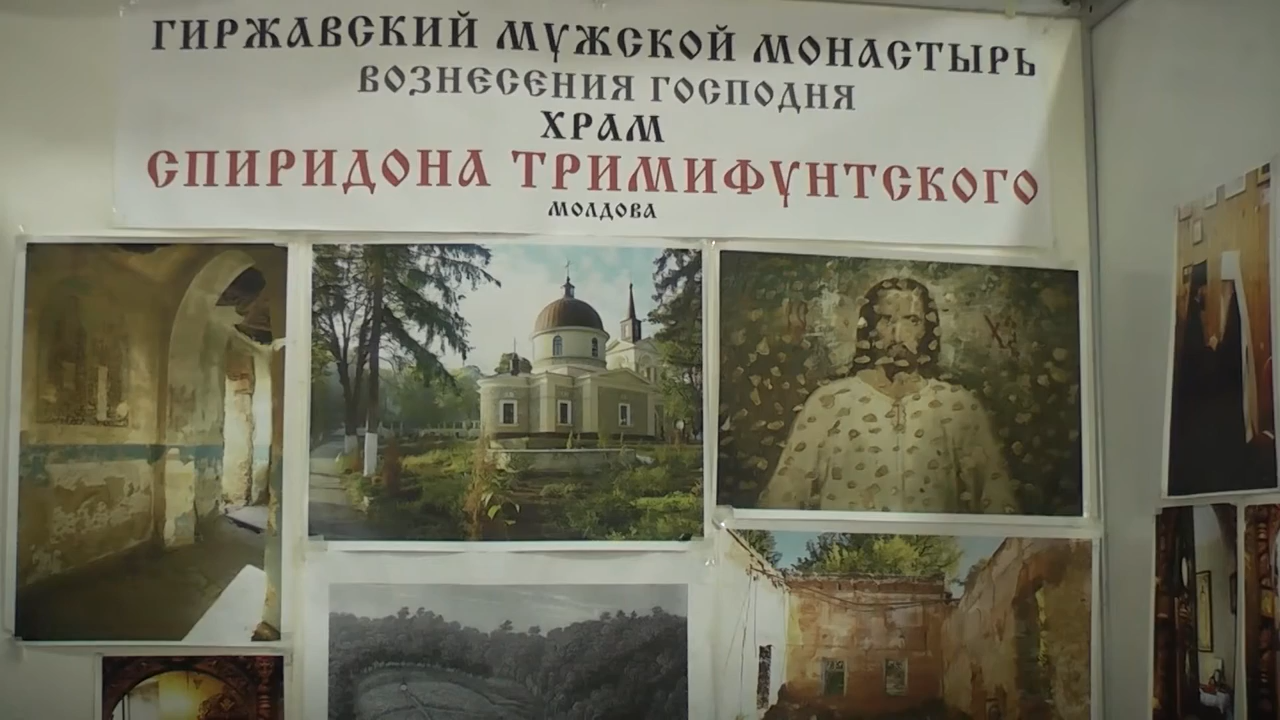 ГИРЖАВСКИЙ МУЖСКОЙ МОНАСТЫРЬ
ВОЗНЕСЕНИЯ ГОСПОДНЯ
ХРАМ
СПИРИДОНА ТРИМИФУНТСКОГО
МОЛДОВА